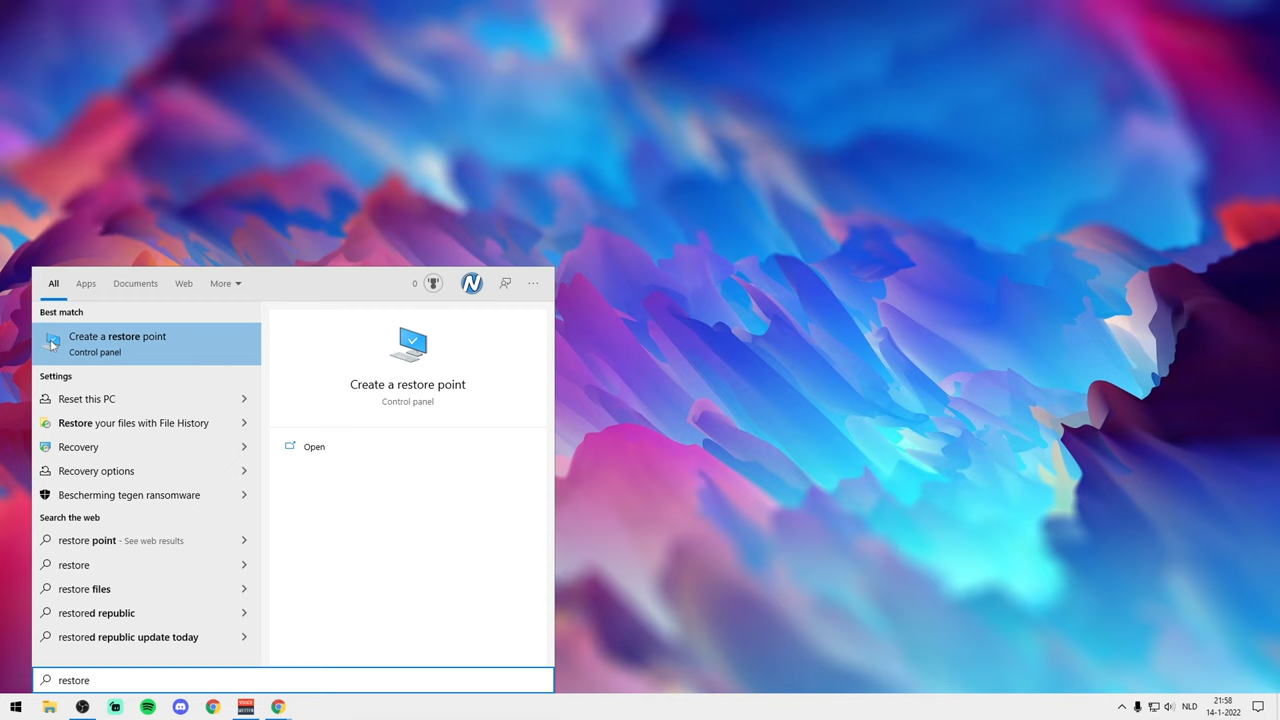 All Apps Documents Web More 0 ...
Best match
Create a restore point
Control panel
Settings
Reset this PC
Restore your files with File History
Recovery
Recovery options
Bescherming tegen ransomware
Search the web
restore point - See web results
restore
restore files
restored republic
restored republic update today
Create a restore point
Control panel
Open
restore
VOICE
MEETER
NLD
21:58
14-1-2022